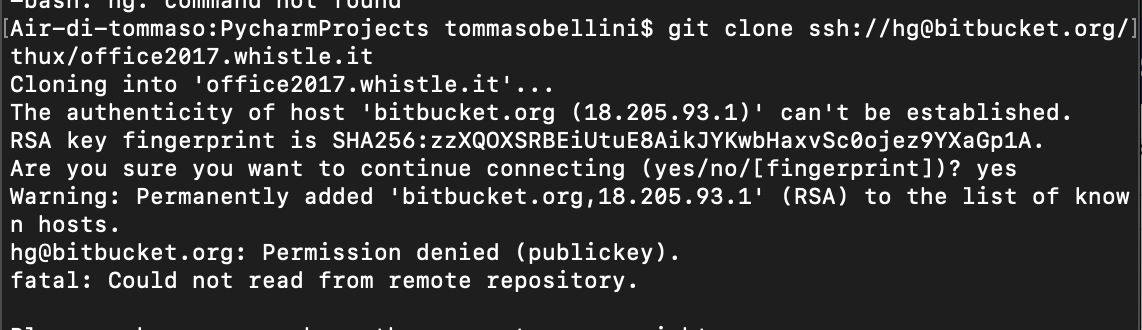 -bash: hg: command not found
[Air-di-tommaso:PycharmProjects tommasobellini$ git clone ssh://hg@bitbucket.org/]
thux/office2017.whistle.it
Cloning into 'office2017.whistle.it'...
The authenticity of host 'bitbucket.org (18.205.93.1)' can't be established.
RSA key fingerprint is SHA256:zzXQOXSRBEiUtuE8AikJYKwbHaxvSc0ojez9YXaGp1A.
Are you sure you want to continue connecting (yes/no/[fingerprint])? yes
Warning: Permanently added 'bitbucket.org,18.205.93.1' (RSA) to the list of know
n hosts.
hg@bitbucket.org: Permission denied (publickey).
fatal: Could not read from remote repository.